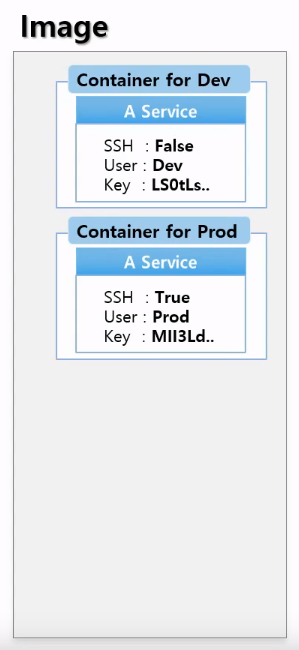 Image
Container for Dev
A Service
SSH : False
User : Dev
Key : LS0tLs..
Container for Prod
A Service
SSH : True
User : Prod
Key : MII3Ld..